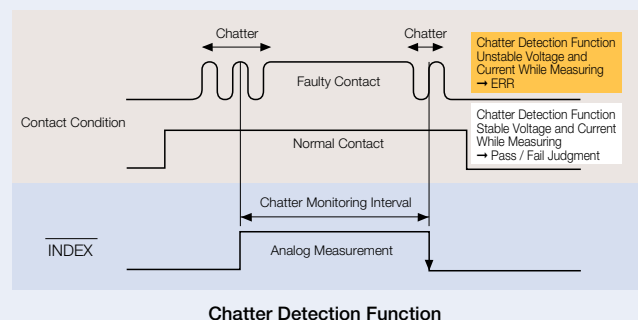 Chatter
Chatter
Chatter Detection Function
Unstable Voltage and
Current While Measuring
→ ERR
Faulty Contact
Chatter Detection Function
Stable Voltage and Current
While Measuring
→ Pass / Fail Judgment
Contact Condition
Normal Contact
Chatter Monitoring Interval
INDEX
Analog Measurement
Chatter Detection Function